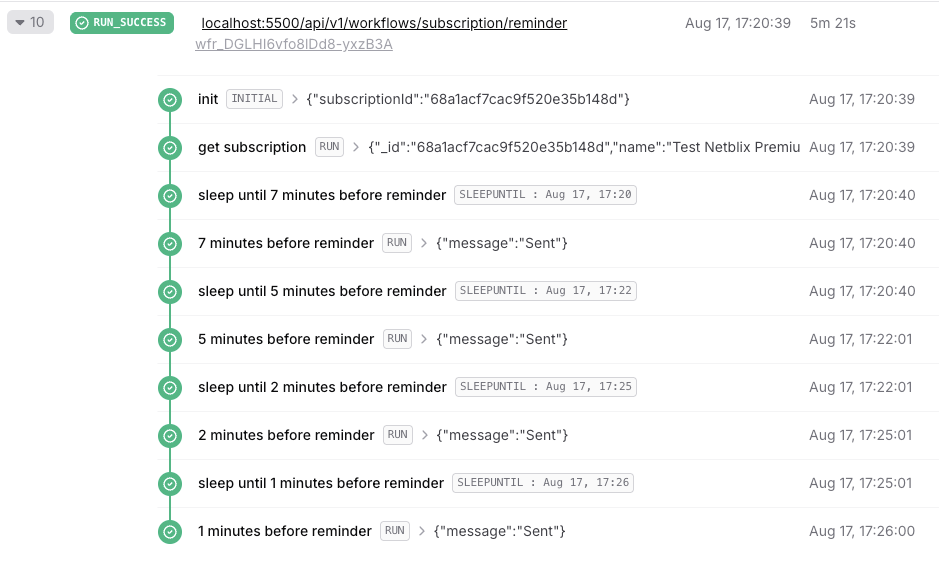 10 RUN_SUCCESS localhost:5500/api/v1/workflows/subscription/reminder Aug 17, 17:20:39 5m 21s
wfr_DGLHI6vfo8lDd8-yxzB3A
init INITIAL > {"subscriptionId":"68a1acf7cac9f520e35b148d"} Aug 17, 17:20:39
get subscription RUN > {"_id":"68a1acf7cac9f520e35b148d","name":"Test Netblix Premiu Aug 17, 17:20:39
sleep until 7 minutes before reminder SLEEPUNTIL : Aug 17, 17:20 Aug 17, 17:20:40
7 minutes before reminder RUN > {"message":"Sent"} Aug 17, 17:20:40
sleep until 5 minutes before reminder SLEEPUNTIL : Aug 17, 17:22 Aug 17, 17:20:40
5 minutes before reminder RUN > {"message":"Sent"} Aug 17, 17:22:01
sleep until 2 minutes before reminder SLEEPUNTIL : Aug 17, 17:25 Aug 17, 17:22:01
2 minutes before reminder RUN > {"message":"Sent"} Aug 17, 17:25:01
sleep until 1 minutes before reminder SLEEPUNTIL : Aug 17, 17:26 Aug 17, 17:25:01
1 minutes before reminder RUN > {"message":"Sent"} Aug 17, 17:26:00